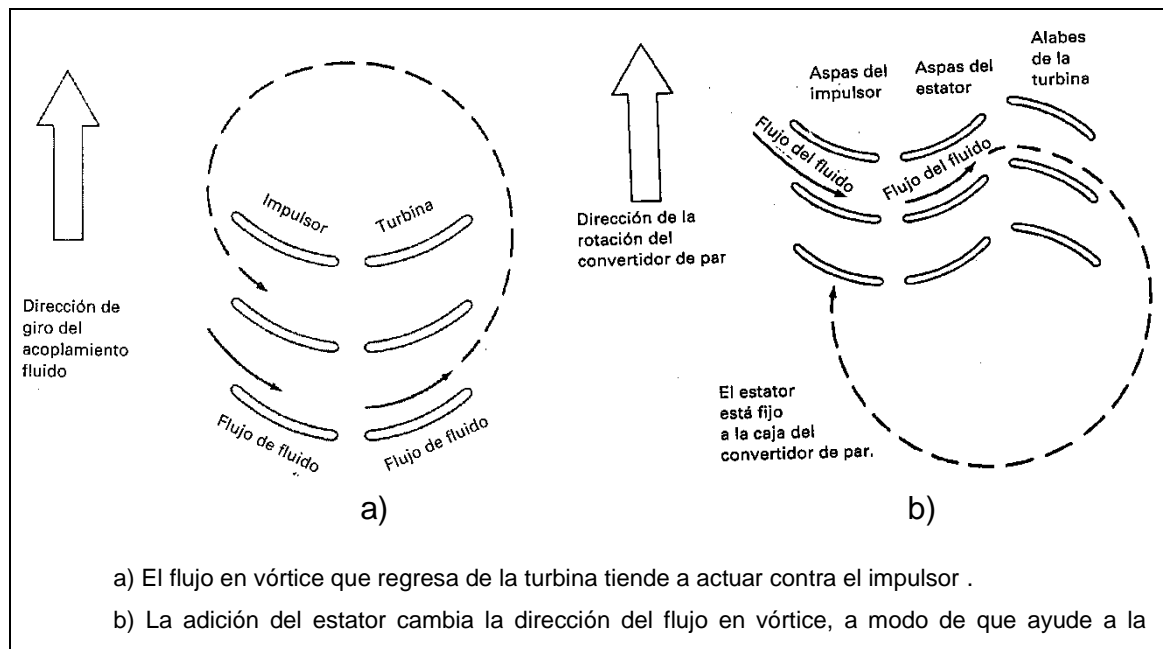 Dirección de
giro del
acoplamiento
fluido
Impulsor
Turbina
Flujo de fluido
Flujo de fluido
a)
Dirección de la
rotación del
convertidor de par
Aspas del
impulsor
Aspas del
estator
Alabes
de la
turbina
Flujo del fluido
Flujo del fluido
El estator
está fijo
a la caja del
convertidor de par.
b)
a) El flujo en vórtice que regresa de la turbina tiende a actuar contra el impulsor .
b) La adición del estator cambia la dirección del flujo en vórtice, a modo de que ayude a la